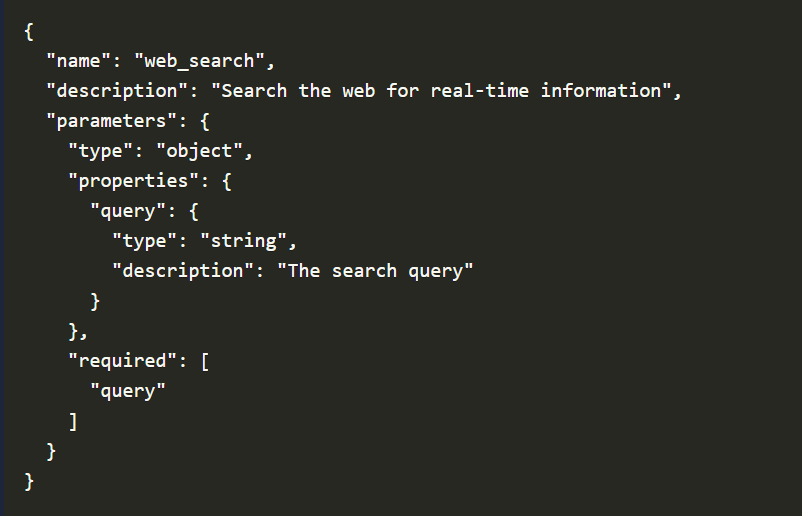 {
  "name": "web_search",
  "description": "Search the web for real-time information",
  "parameters": {
    "type": "object",
    "properties": {
      "query": {
        "type": "string",
        "description": "The search query"
      }
    },
    "required": [
      "query"
    ]
  }
}